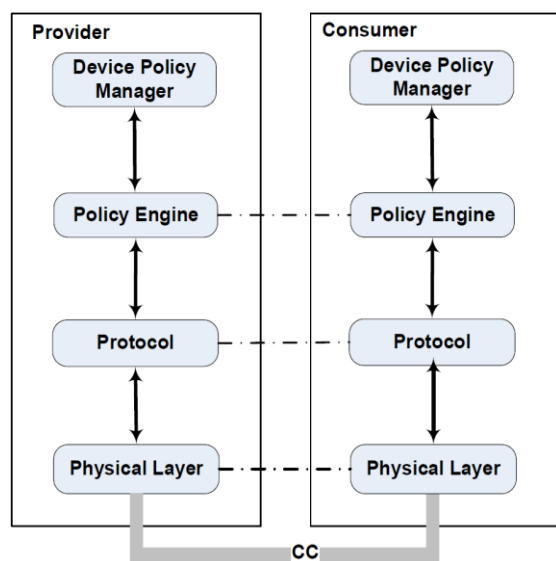 Provider
Device Policy
Manager
Policy Engine
Protocol
Physical Layer
Consumer
Device Policy
Manager
Policy Engine
Protocol
Physical Layer
CC